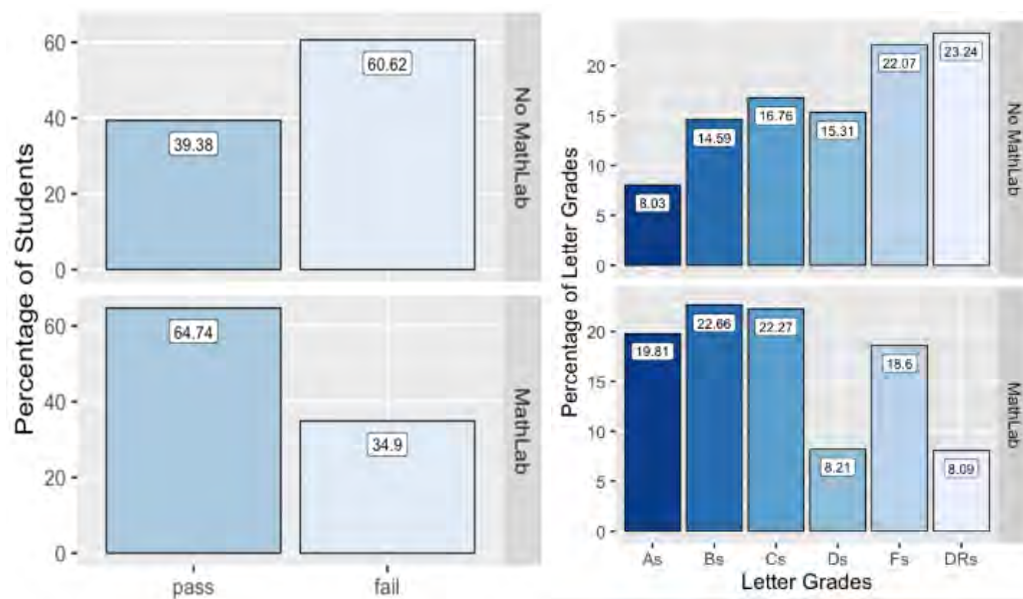 Percentage of Students
60
40
20
0
39.38
60.62
No MathLab
60
40
20
0
64.74
34.9
MathLab
pass
fail
Percentage of Letter Grades
20
15
10
5
0
8.03
14.59
16.76
15.31
22.07
23.24
No MathLab
20
15
10
5
0
19.81
22.66
22.27
8.21
18.6
8.09
MathLab
As
Bs
Cs
Ds
Fs
DRs
Letter Grades